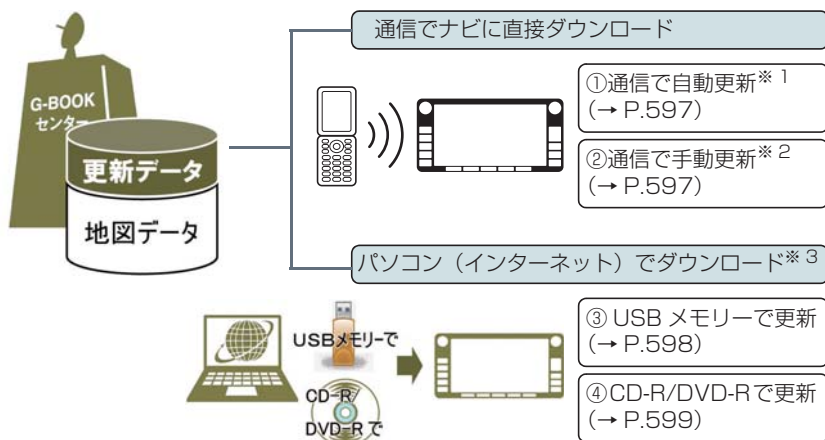 通信でナビに直接ダウンロード
G-BOOK
センター
更新データ
地図データ
①通信で自動更新※1
(→ P.597)
②通信で手動更新※2
(→ P.597)
パソコン（インターネット）でダウンロード※3
USBメモリーで
CD-R/
DVD-Rで
③ USB メモリーで更新
(→ P.598)
④CD-R/DVD-Rで更新
(→ P.599)